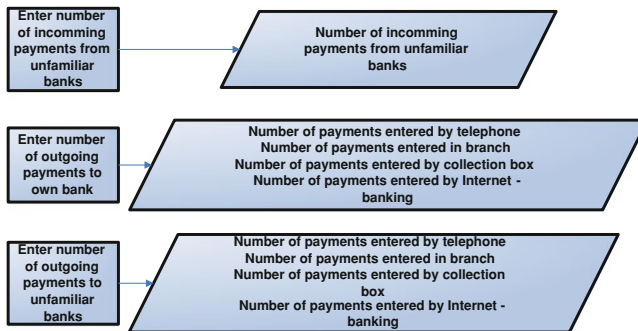 Enter number
of incomming
payments from
unfamiliar
banks
Number of incomming
payments from unfamiliar
banks
Enter number
of outgoing
payments to
own bank
Number of payments entered by telephone
Number of payments entered in branch
Number of payments entered by collection box
Number of payments entered by Internet -
banking
Enter number
of outgoing
payments to
unfamiliar
banks
Number of payments entered by telephone
Number of payments entered in branch
Number of payments entered by collection
box
Number of payments entered by Internet -
banking